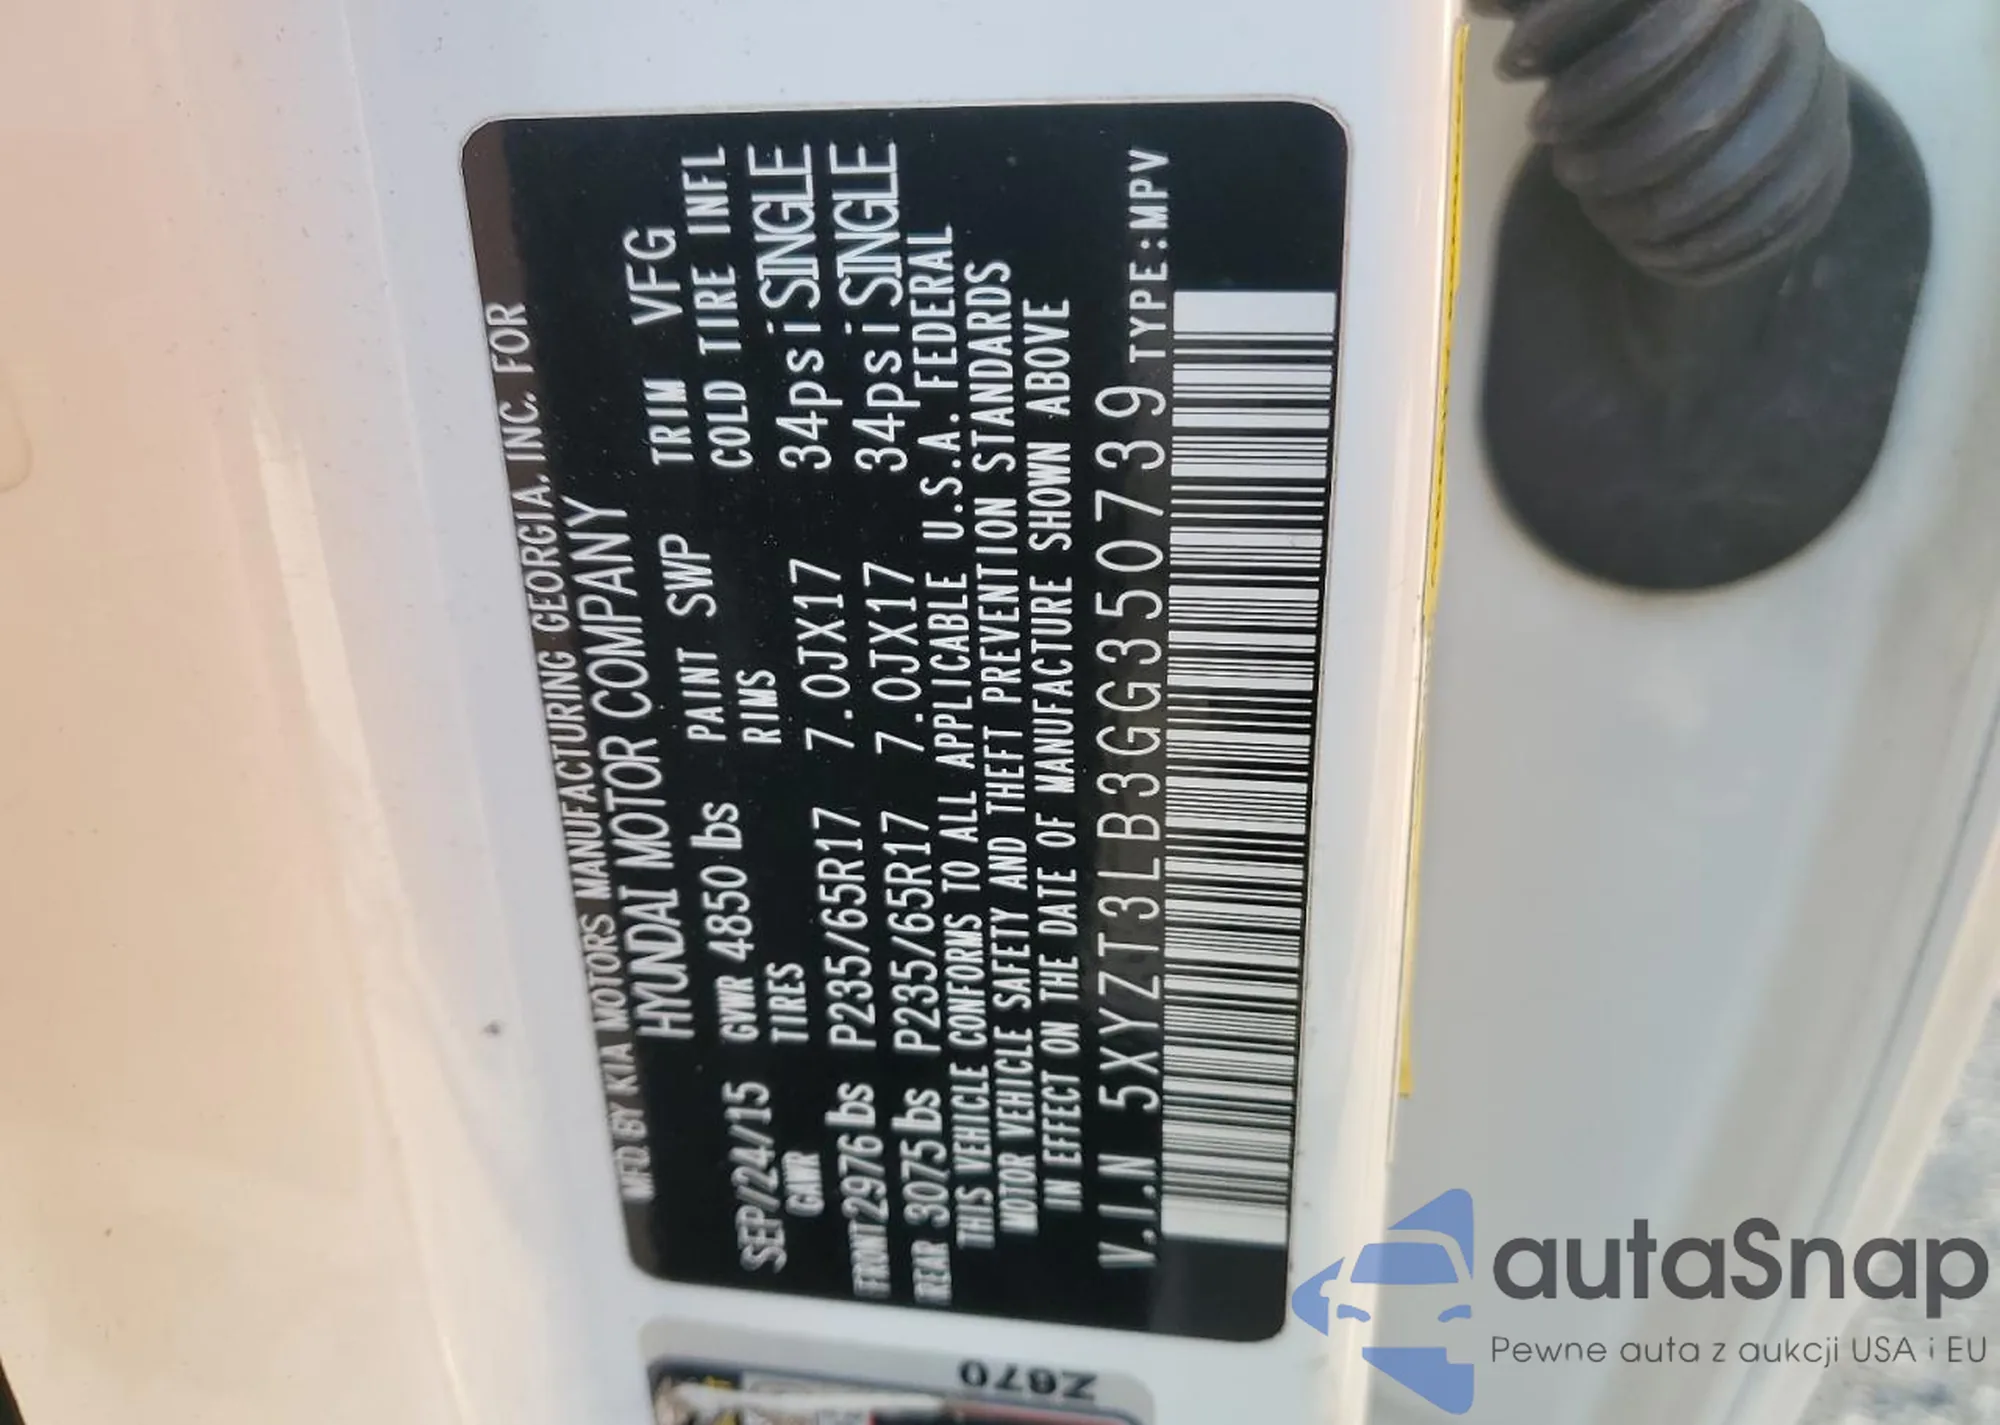 MFD. BY KIA MOTORS MANUFACTURING GEORGIA, INC. FOR
HYUNDAI MOTOR COMPANY
SEP/24/15 GVWR 4850 lbs PAINT SWP TRIM VFG
GAWR TIRES RIMS COLD TIRE INFL
FRONT 2976 lbs P235/65R17 7.0JX17 34psi SINGLE
REAR 3075 lbs P235/65R17 7.0JX17 34psi SINGLE
THIS VEHICLE CONFORMS TO ALL APPLICABLE U.S.A. FEDERAL
MOTOR VEHICLE SAFETY AND THEFT PREVENTION STANDARDS
IN EFFECT ON THE DATE OF MANUFACTURE SHOWN ABOVE
V.I.N 5XYZT3LB3GG350739 TYPE:MPV
Z670
autaSnap
Pewne auta z aukcji USA i EU